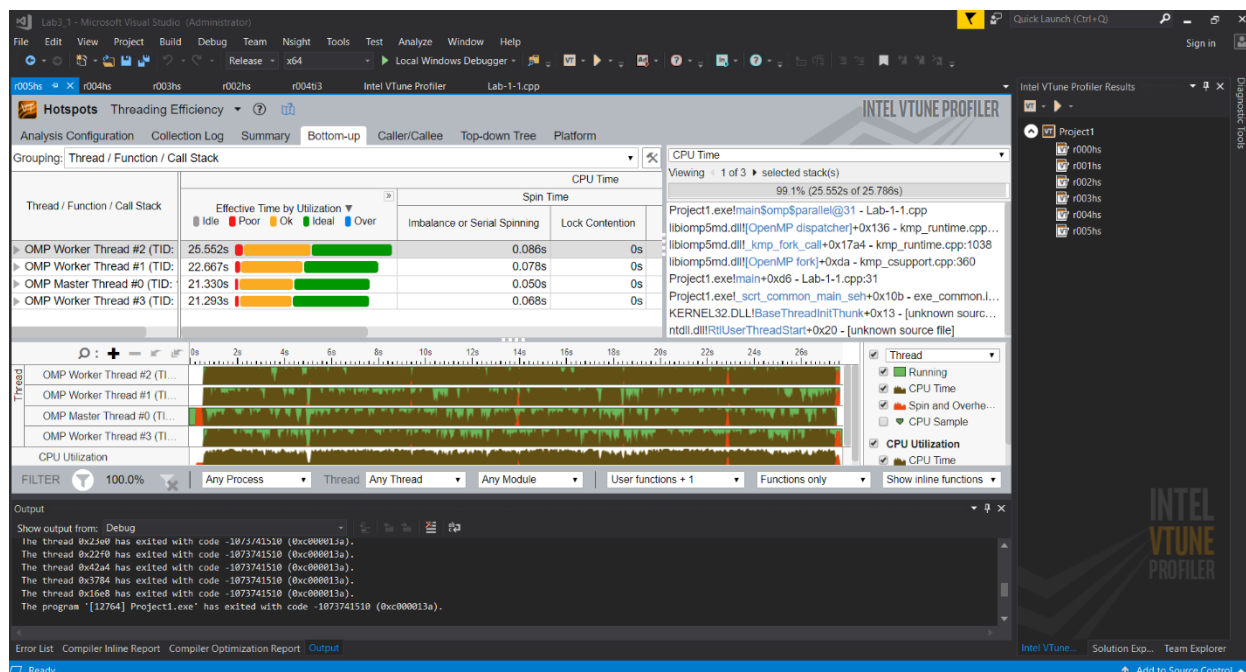 Lab3_1 - Microsoft Visual Studio (Administrator)
Quick Launch (Ctrl+Q)
File Edit View Project Build Debug Team Nsight Tools Test Analyze Window Help
Sign in
Release x64 Local Windows Debugger
r005hs r004hs r003hs r002hs r004ti3 Intel VTune Profiler Lab-1-1.cpp
Intel VTune Profiler Results
Diagnostic Tools
Hotspots Threading Efficiency
INTEL VTUNE PROFILER
Analysis Configuration Collection Log Summary Bottom-up Caller/Callee Top-down Tree Platform
Project1
r000hs
r001hs
r002hs
r003hs
r004hs
r005hs
Grouping: Thread / Function / Call Stack
Thread / Function / Call Stack
CPU Time
Effective Time by Utilization
Idle Poor Ok Ideal Over
Spin Time
Imbalance or Serial Spinning Lock Contention
OMP Worker Thread #2 (TID: 25.552s 0.086s 0s
OMP Worker Thread #1 (TID: 22.667s 0.078s 0s
OMP Master Thread #0 (TID: 21.330s 0.050s 0s
OMP Worker Thread #3 (TID: 21.293s 0.068s 0s
CPU Time
Viewing 1 of 3 selected stack(s)
99.1% (25.552s of 25.786s)
Project1.exe!main$omp$parallel@31 - Lab-1-1.cpp
libiomp5md.dll![OpenMP dispatcher]+0x136 - kmp_runtime.cpp...
libiomp5md.dll!_kmp_fork_call+0x17a4 - kmp_runtime.cpp:1038
libiomp5md.dll![OpenMP fork]+0xda - kmp_csupport.cpp:360
Project1.exe!main+0xd6 - Lab-1-1.cpp:31
Project1.exe!_scrt_common_main_seh+0x10b - exe_common.i...
KERNEL32.DLL!BaseThreadInitThunk+0x13 - [unknown sourc...
ntdll.dll!RtlUserThreadStart+0x20 - [unknown source file]
0s 2s 4s 6s 8s 10s 12s 14s 16s 18s 20s 22s 24s 26s
Thread
OMP Worker Thread #2 (TI...
OMP Worker Thread #1 (TI...
OMP Master Thread #0 (TI...
OMP Worker Thread #3 (TI...
CPU Utilization
Thread
Running
CPU Time
Spin and Overhe...
CPU Sample
CPU Utilization
CPU Time
FILTER 100.0% Any Process Thread Any Thread Any Module User functions + 1 Functions only Show inline functions
Output
Show output from: Debug
The thread 0x23e0 has exited with code -1073741510 (0xc000013a).
The thread 0x22f0 has exited with code -1073741510 (0xc000013a).
The thread 0x42a4 has exited with code -1073741510 (0xc000013a).
The thread 0x3784 has exited with code -1073741510 (0xc000013a).
The thread 0x16e8 has exited with code -1073741510 (0xc000013a).
The program '[12764] Project1.exe' has exited with code -1073741510 (0xc000013a).
INTEL
VTUNE
PROFILER
Error List Compiler Inline Report Compiler Optimization Report Output
Intel VTune... Solution Exp... Team Explorer
Ready
Add to Source Control